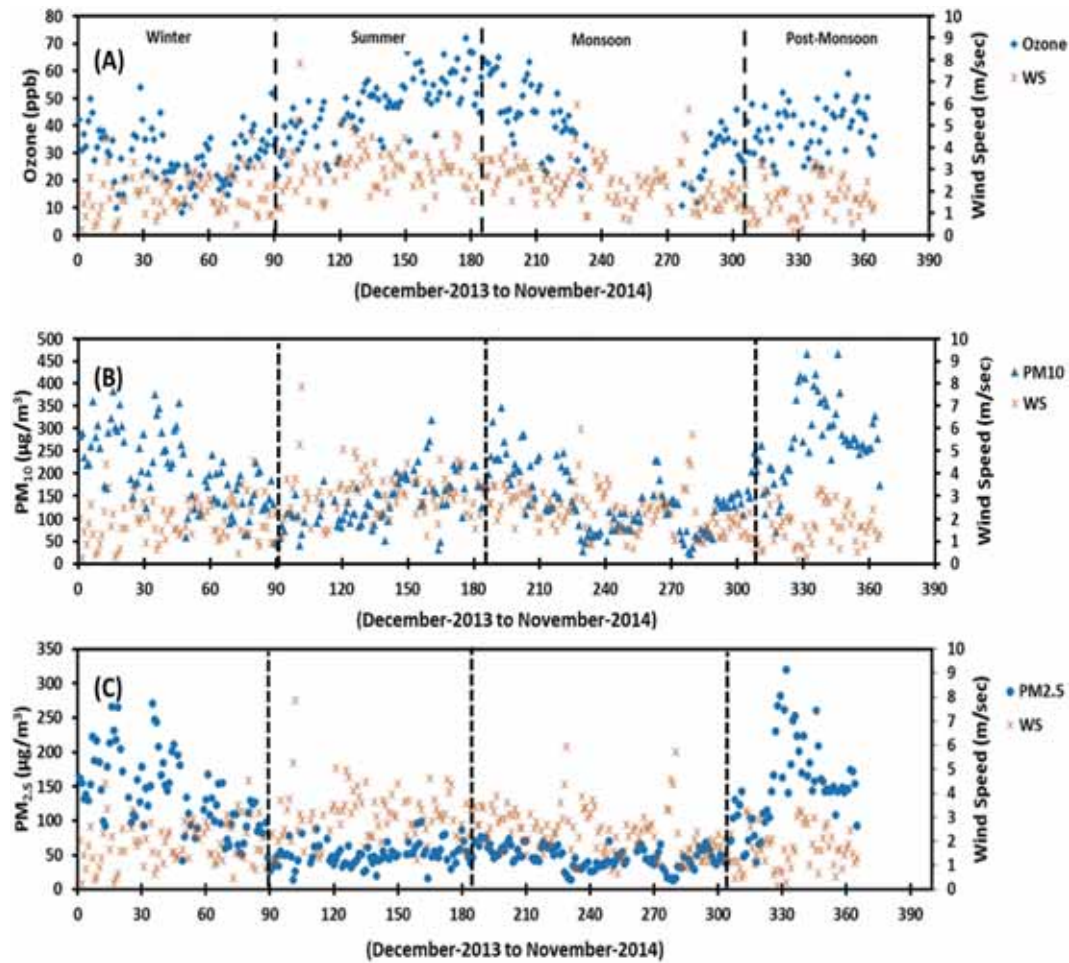 (A)
Winter Summer Monsoon Post-Monsoon
Ozone (ppb)
80
70
60
50
40
30
20
10
0
10
9
8
7
6
5
4
3
2
1
0
Wind Speed (m/sec)
Ozone
WS
0 30 60 90 120 150 180 210 240 270 300 330 360 390
(December-2013 to November-2014)
(B)
PM10 (µg/m³)
500
450
400
350
300
250
200
150
100
50
0
10
9
8
7
6
5
4
3
2
1
0
Wind Speed (m/sec)
PM10
WS
0 30 60 90 120 150 180 210 240 270 300 330 360 390
(December-2013 to November-2014)
(C)
PM2.5 (µg/m³)
350
300
250
200
150
100
50
0
10
9
8
7
6
5
4
3
2
1
0
Wind Speed (m/sec)
PM2.5
WS
0 30 60 90 120 150 180 210 240 270 300 330 360 390
(December-2013 to November-2014)